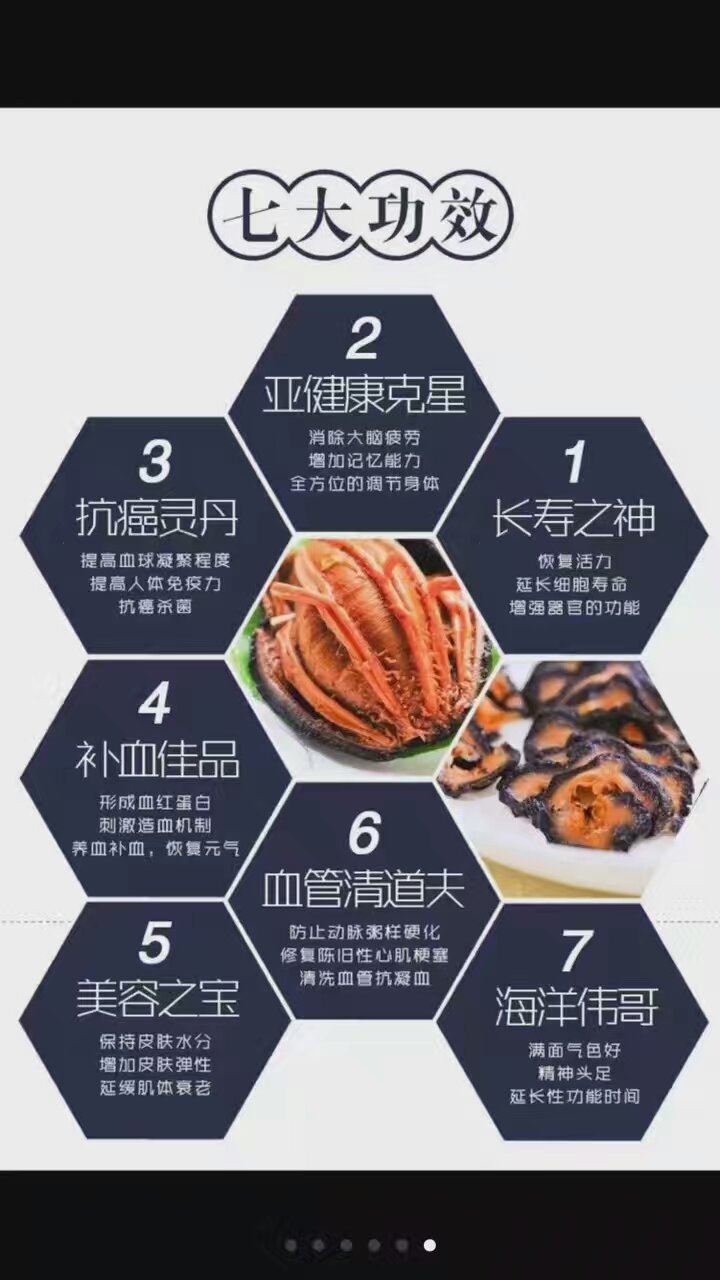 七大功效
2
亚健康克星
消除大脑疲劳
增加记忆能力
全方位的调节身体
3
抗癌灵丹
提高血球凝聚程度
提高人体免疫力
抗癌杀菌
1
长寿之神
恢复活力
延长细胞寿命
增强器官的功能
4
补血佳品
形成血红蛋白
刺激造血机制
养血补血，恢复元气
6
血管清道夫
防止动脉粥样硬化
修复陈旧性心肌梗塞
清洗血管抗凝血
5
美容之宝
保持皮肤水分
增加皮肤弹性
延缓肌体衰老
7
海洋伟哥
满面气色好
精神头足
延长性功能时间